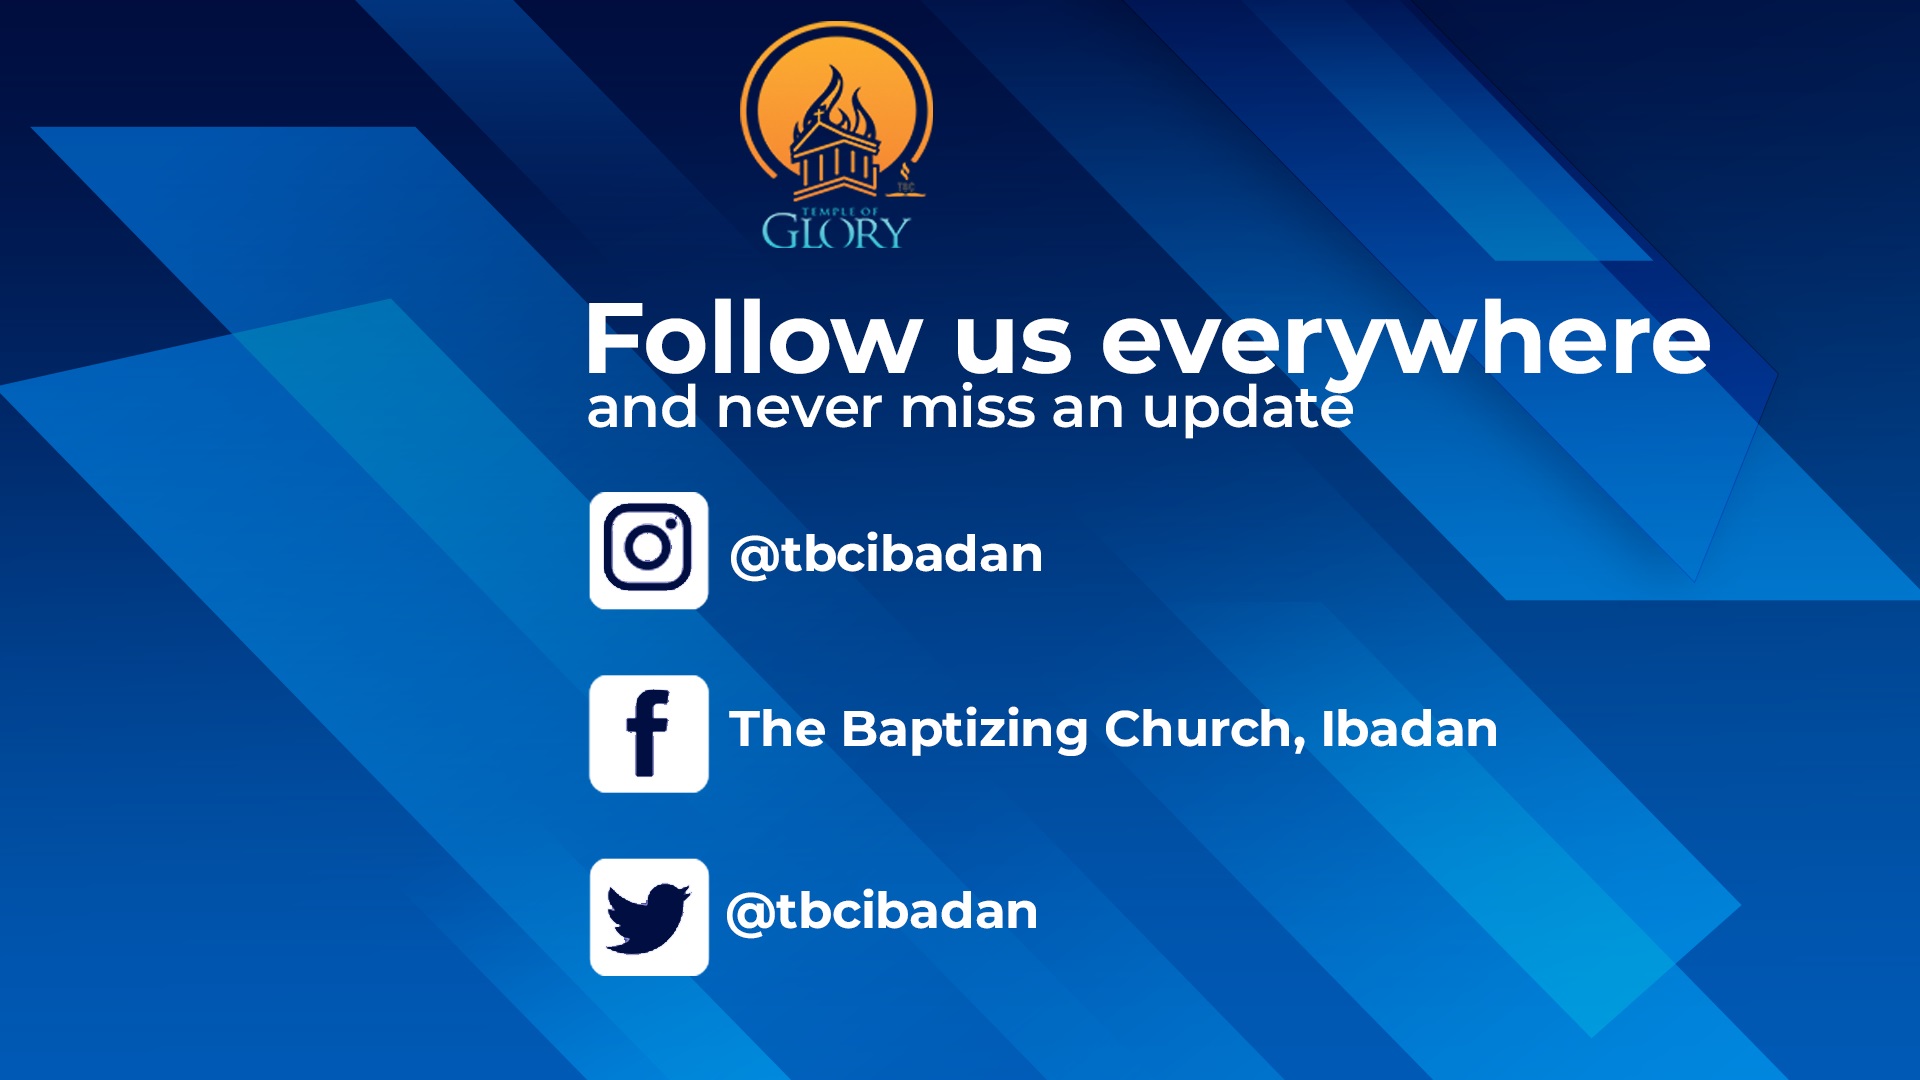 TBC
TEMPLE OF
GLORY
Follow us everywhere
and never miss an update
@tbcibadan
The Baptizing Church, Ibadan
@tbcibadan